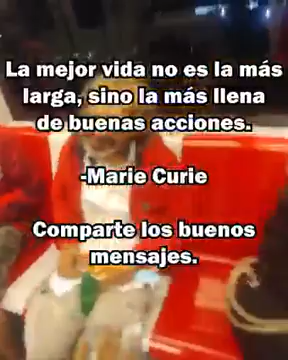 La mejor vida no es la más
larga, sino la más llena
de buenas acciones.
-Marie Curie
Comparte los buenos
mensajes.